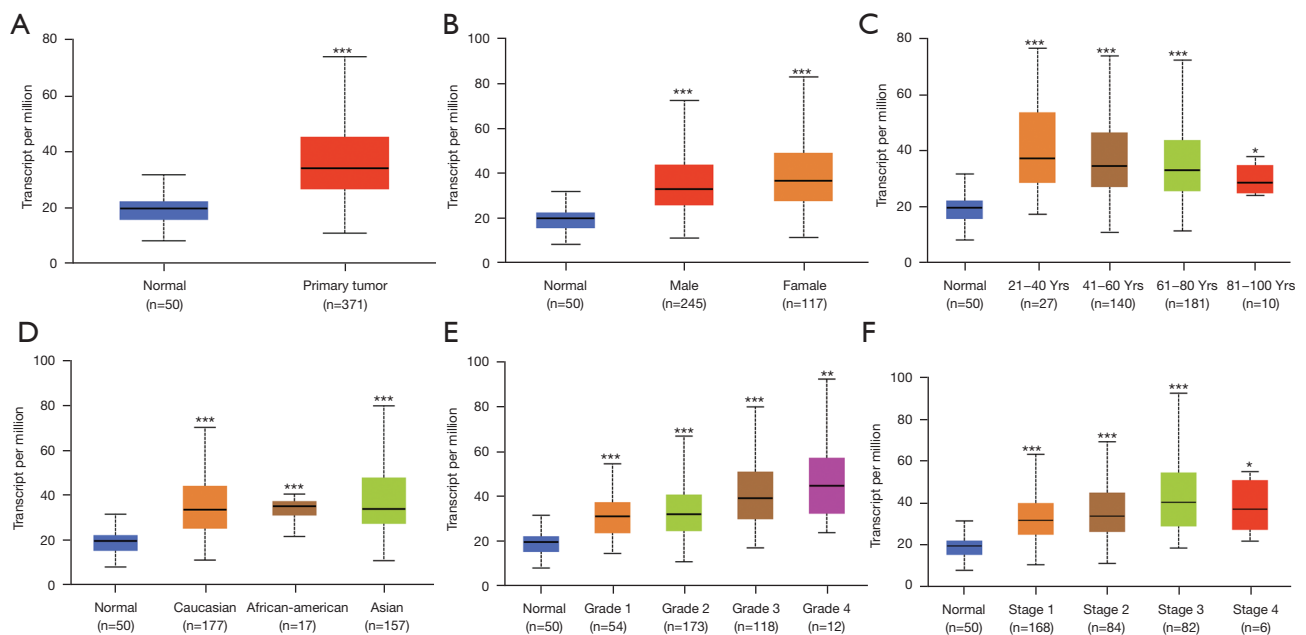 A
Transcript per million
80
60
40
20
0
***
Normal
(n=50)
Primary tumor
(n=371)
B
Transcript per million
100
80
60
40
20
0
***
***
Normal
(n=50)
Male
(n=245)
Famale
(n=117)
C
Transcript per million
80
60
40
20
0
***
***
***
*
Normal
(n=50)
21–40 Yrs
(n=27)
41–60 Yrs
(n=140)
61–80 Yrs
(n=181)
81–100 Yrs
(n=10)
D
Transcript per million
100
80
60
40
20
0
***
***
***
Normal
(n=50)
Caucasian
(n=177)
African-american
(n=17)
Asian
(n=157)
E
Transcript per million
100
80
60
40
20
0
***
***
***
**
Normal
(n=50)
Grade 1
(n=54)
Grade 2
(n=173)
Grade 3
(n=118)
Grade 4
(n=12)
F
Transcript per million
100
80
60
40
20
0
***
***
***
*
Normal
(n=50)
Stage 1
(n=168)
Stage 2
(n=84)
Stage 3
(n=82)
Stage 4
(n=6)